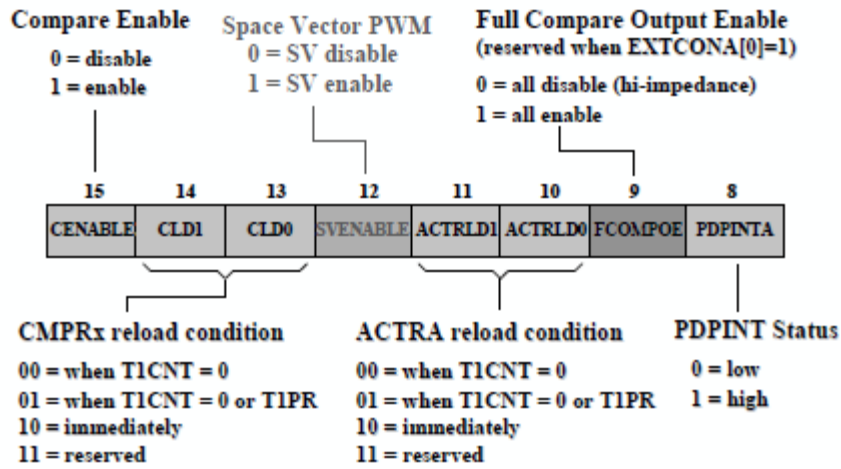 Compare Enable
0 = disable
1 = enable
Space Vector PWM
0 = SV disable
1 = SV enable
Full Compare Output Enable
(reserved when EXTCONA[0]=1)
0 = all disable (hi-impedance)
1 = all enable
15 14 13 12 11 10 9 8
CENABLE CLD1 CLD0 SVENABLE ACTRLD1 ACTRLD0 FCOMPOE PDPINTA
CMPRx reload condition
00 = when T1CNT = 0
01 = when T1CNT = 0 or T1PR
10 = immediately
11 = reserved
ACTRA reload condition
00 = when T1CNT = 0
01 = when T1CNT = 0 or T1PR
10 = immediately
11 = reserved
PDPINT Status
0 = low
1 = high